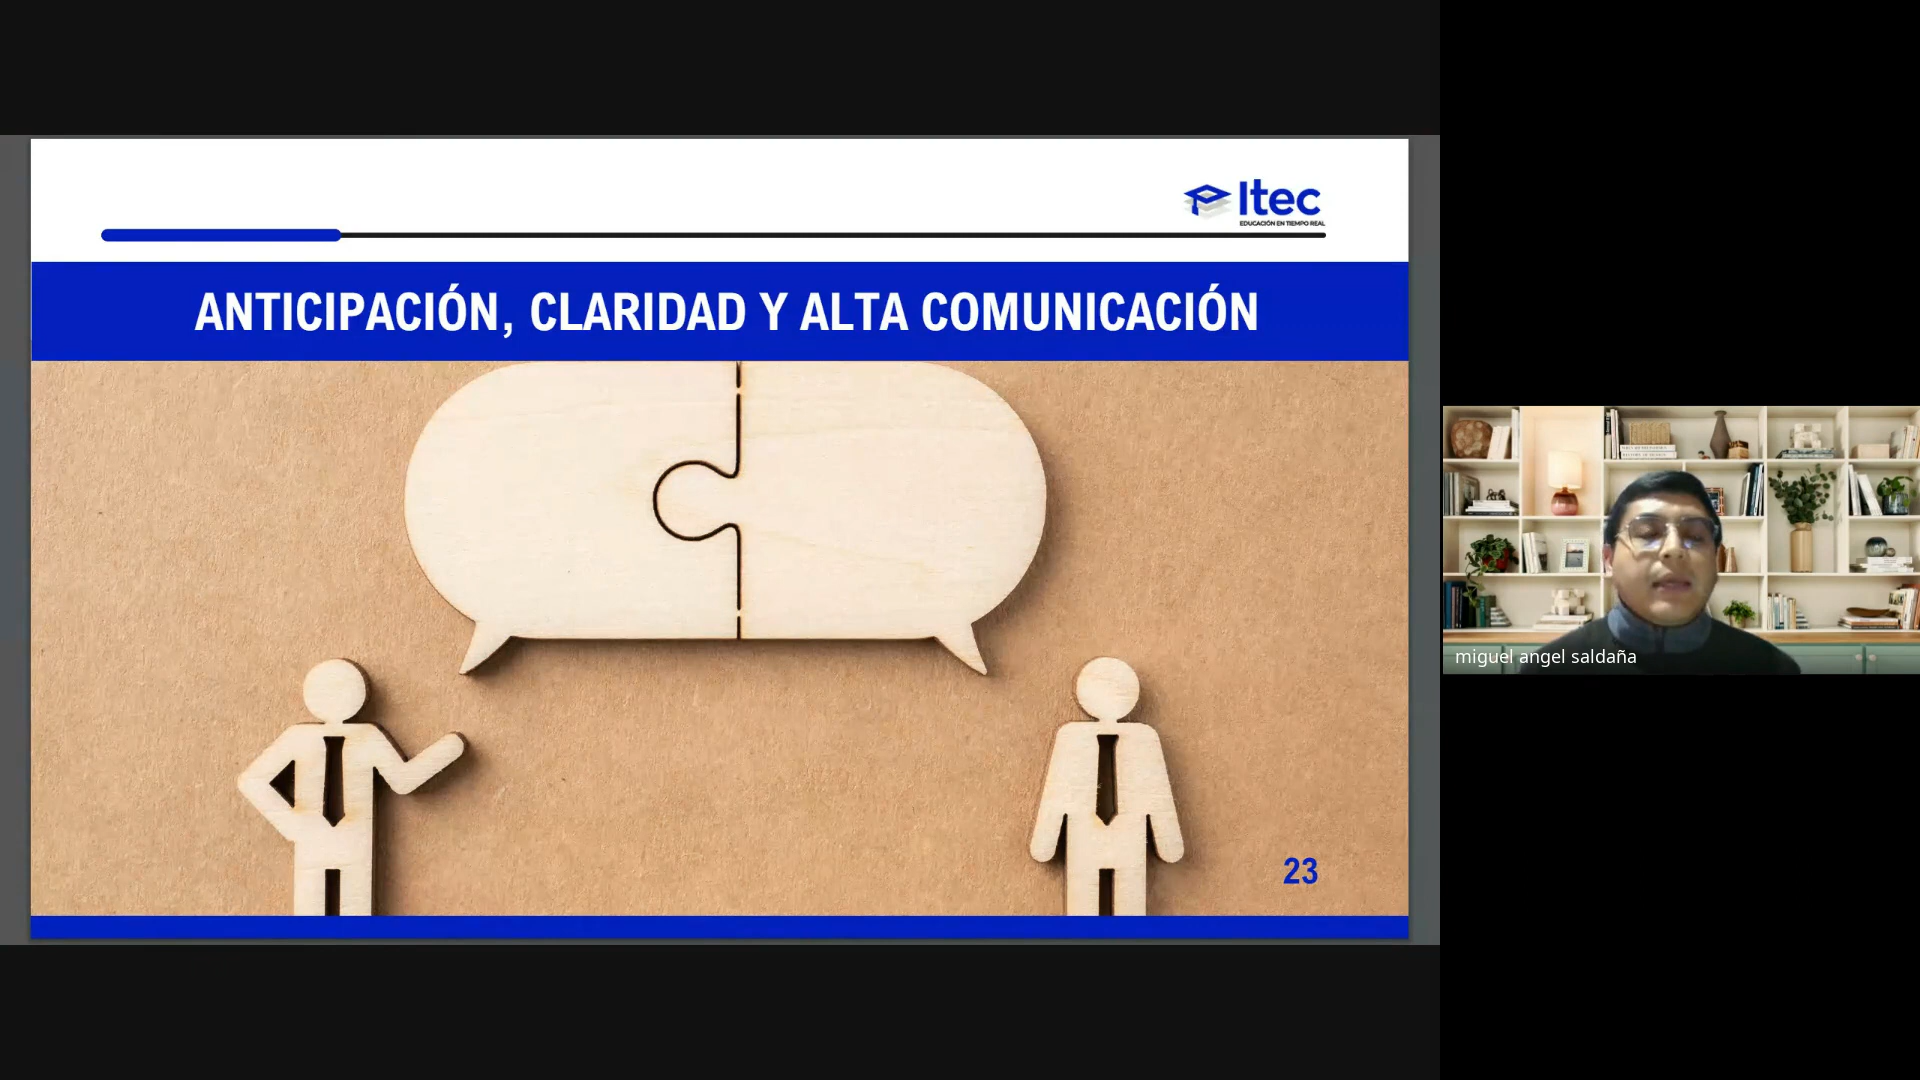 Itec
EDUCACIÓN EN TIEMPO REAL
ANTICIPACIÓN, CLARIDAD Y ALTA COMUNICACIÓN
23
miguel angel saldaña